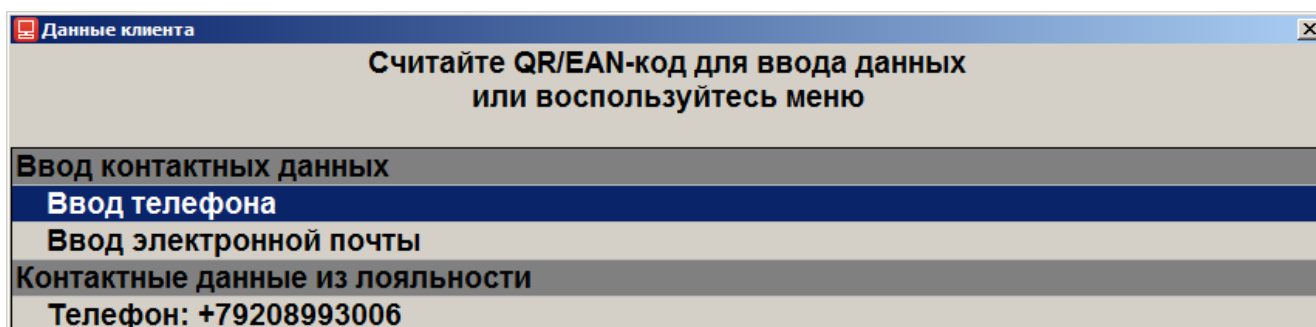 Данные клиента
Считайте QR/EAN-код для ввода данных
или воспользуйтесь меню
Ввод контактных данных
Ввод телефона
Ввод электронной почты
Контактные данные из лояльности
Телефон: +79208993006